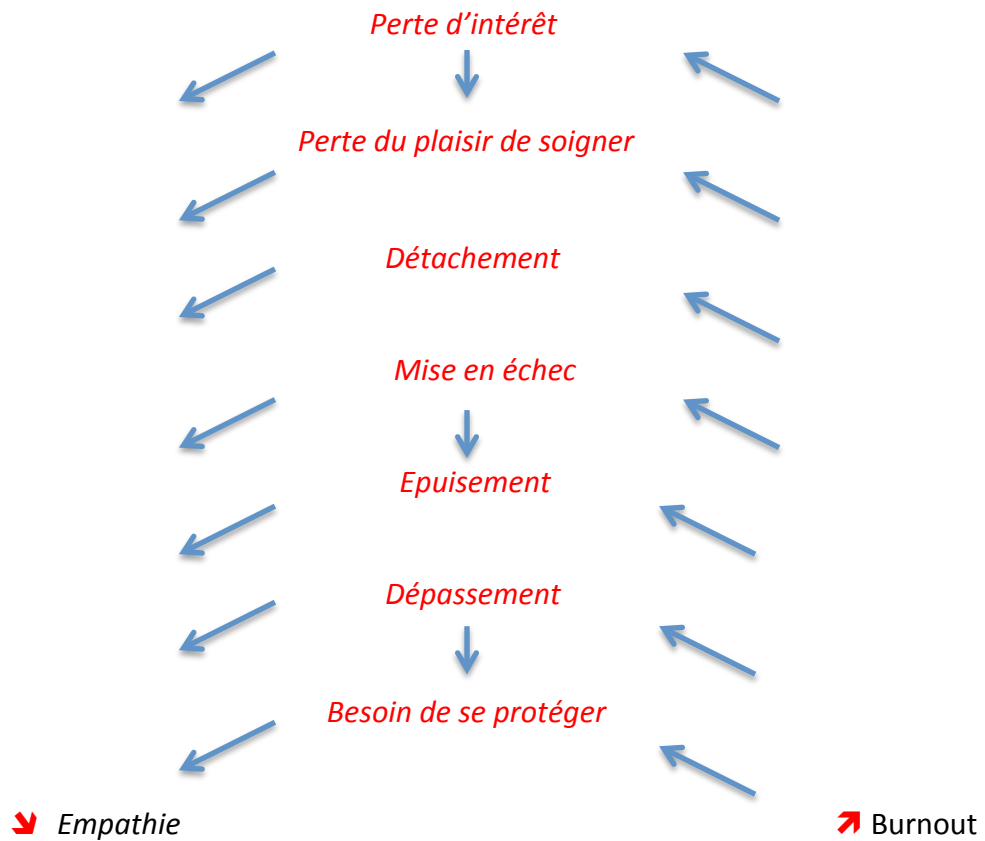 Perte d’intérêt
Perte du plaisir de soigner
Détachement
Mise en échec
Epuisement
Dépassement
Besoin de se protéger
Empathie
Burnout